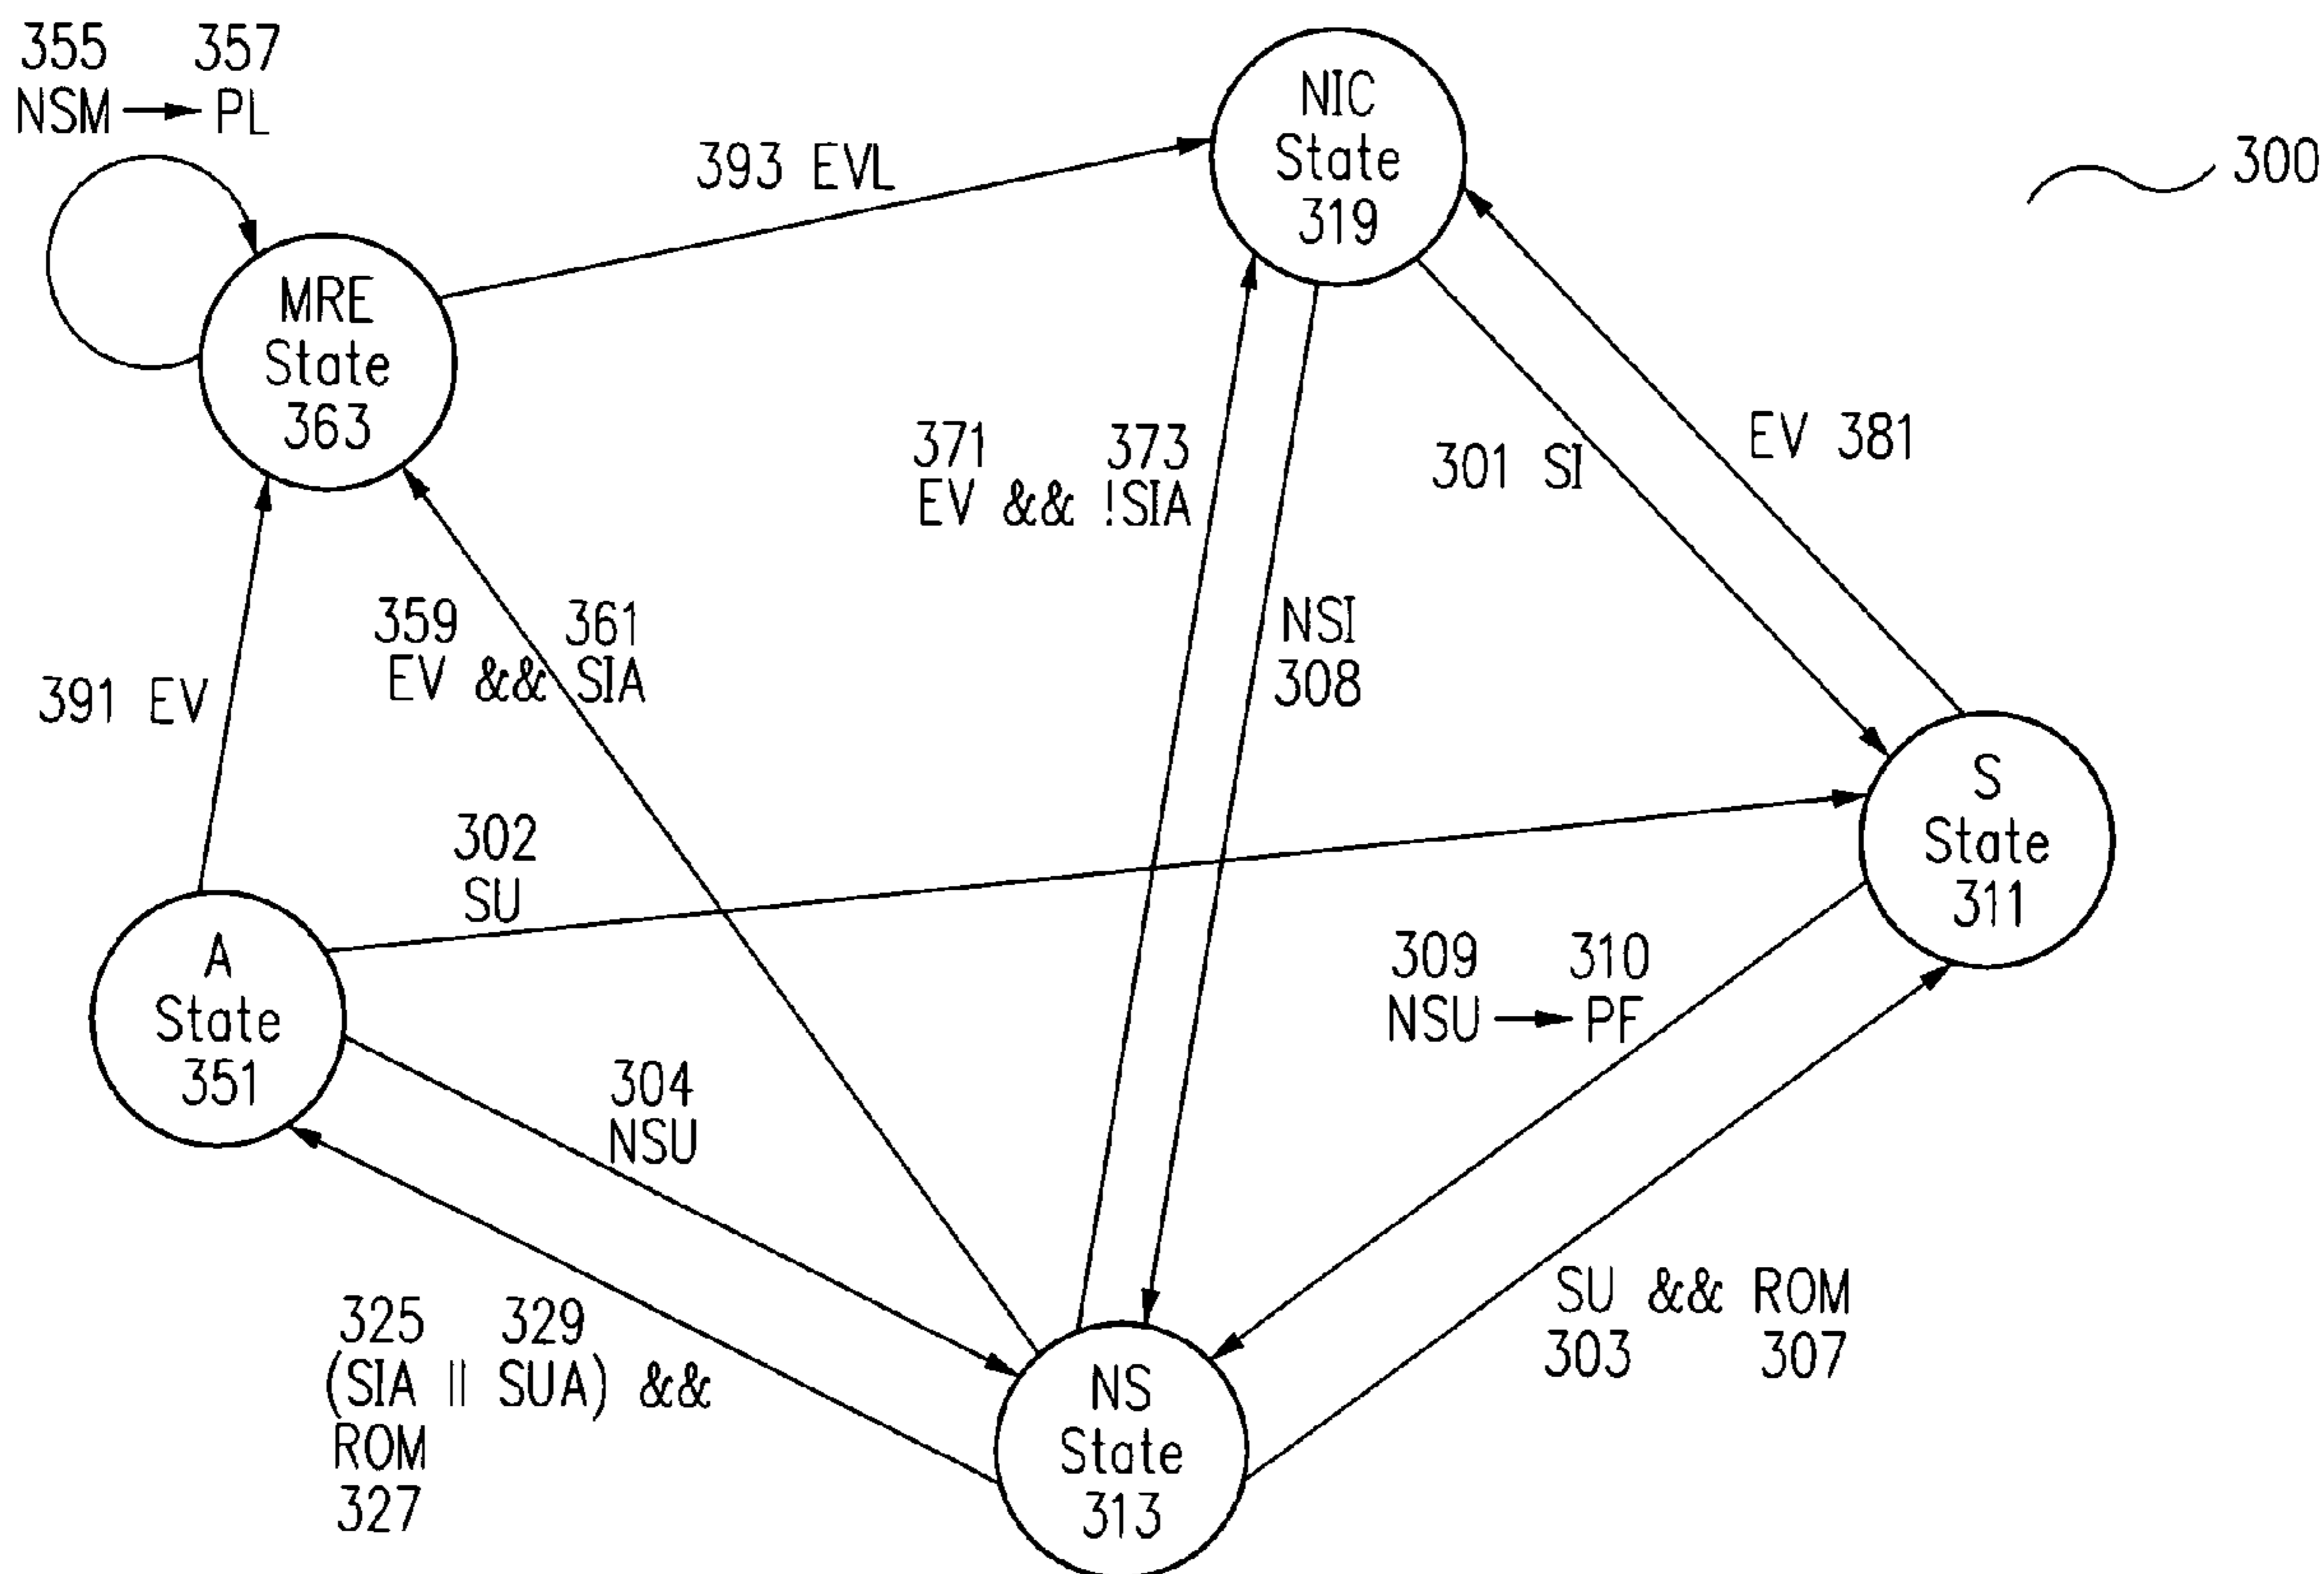 355 357
NSM PL
NIC
State
319
300
393 EVL
MRE
State
363
371 373
EV && !SIA
301 SI
EV 381
359 361
EV && SIA
NSI
308
391 EV
302
SU
S
State
311
A
State
351
309 310
NSU PF
304
NSU
SU && ROM
303 307
325 329
(SIA || SUA) &&
ROM
327
NS
State
313